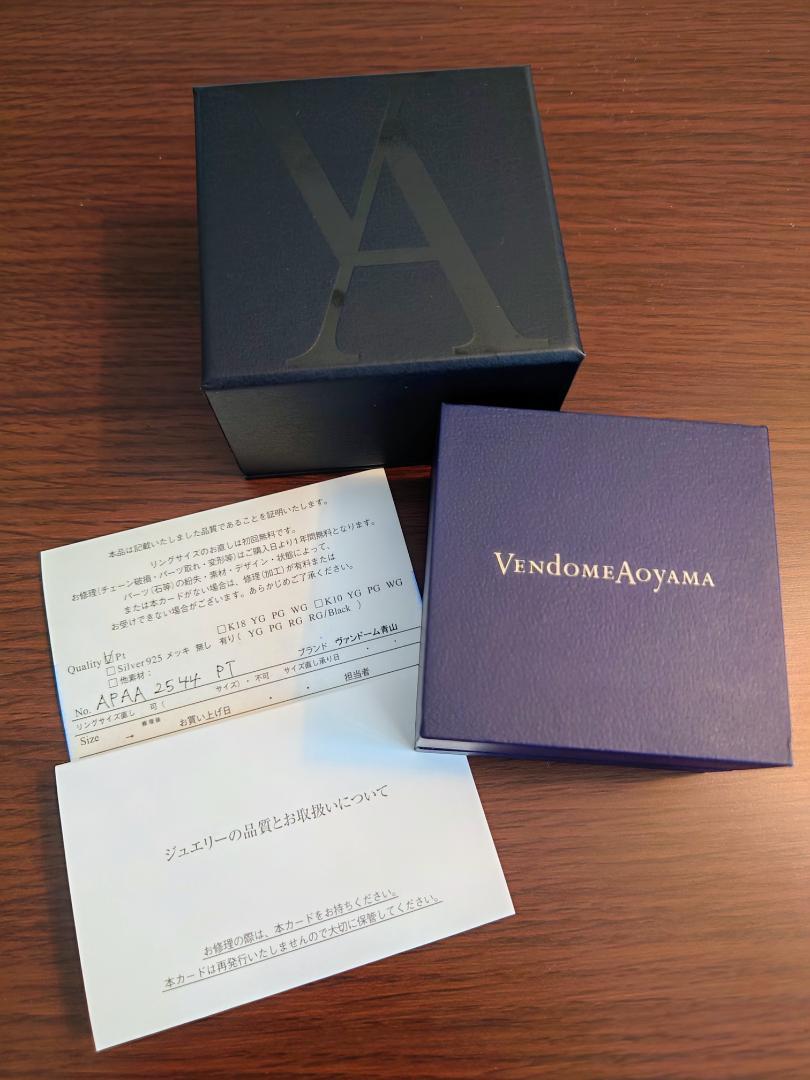 VA
VENDOMEAOYAMA
本品は記載いたしました品質であることを証明いたします。
リングサイズのお直しは初回無料です。
お修理(チェーン破損・パーツ取れ・変形等)はご購入日より1年間無料となります。
パーツ(石等)の紛失・素材・デザイン・状態によって、
または本カードがない場合は、修理(加工)が有料または
お受けできない場合がございます。あらかじめご了承ください。
□K18 YG PG WG □K10 YG PG WG
Quality ☑Pt
□Silver925 メッキ 無し 有り( YG PG RG RG/Black )
□他素材:
No. APAA 2544 PT ブランド ヴァンドーム青山
リングサイズ直し 可( サイズ)・不可 サイズ直し承り日 ・ ・
Size → 修理後 お買い上げ日 ・ ・ 担当者
ジュエリーの品質とお取扱いについて
お修理の際は、本カードをお持ちください。
本カードは再発行いたしませんので大切に保管してください。